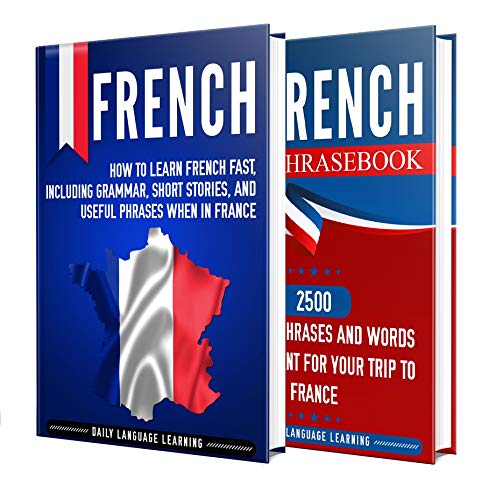 FRENCH
HOW TO LEARN FRENCH FAST,
INCLUDING GRAMMAR, SHORT STORIES, AND
USEFUL PHRASES WHEN IN FRANCE
DAILY LANGUAGE LEARNING
RENCH
HRASEBOOK
2500
HRASES AND WORDS
NT FOR YOUR TRIP TO
FRANCE
LANGUAGE LEARNING